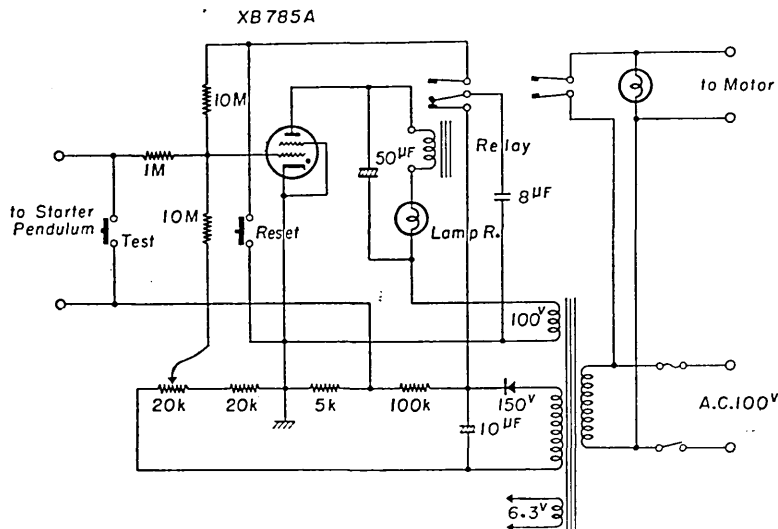 XB785A
10M
to Motor
50μF
Relay
1M
8μF
to Starter
Pendulum
Test
10M
Reset
Lamp R.
100V
20k
20k
5k
100k
150V
A.C.100V
10μF
6.3V